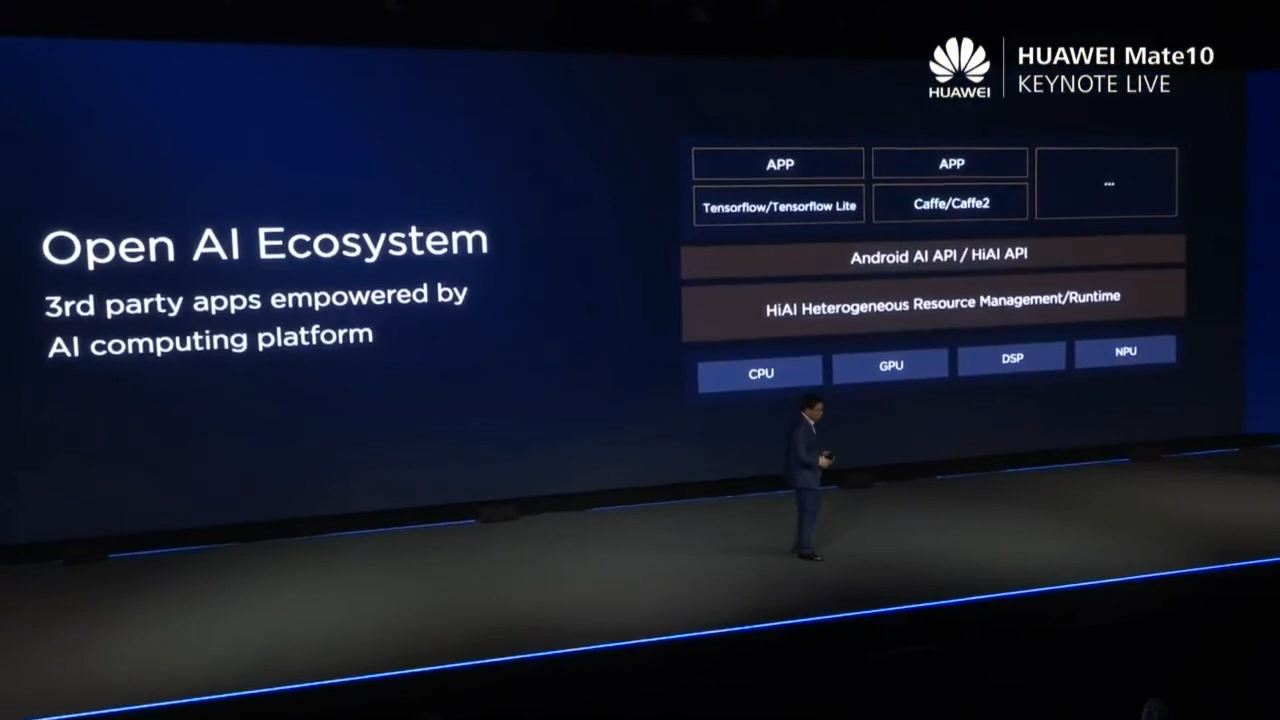 HUAWEI
HUAWEI Mate10
KEYNOTE LIVE
Open AI Ecosystem
3rd party apps empowered by
AI computing platform
APP
APP
...
Tensorflow/Tensorflow Lite
Caffe/Caffe2
Android AI API / HiAI API
HiAI Heterogeneous Resource Management/Runtime
CPU
GPU
DSP
NPU